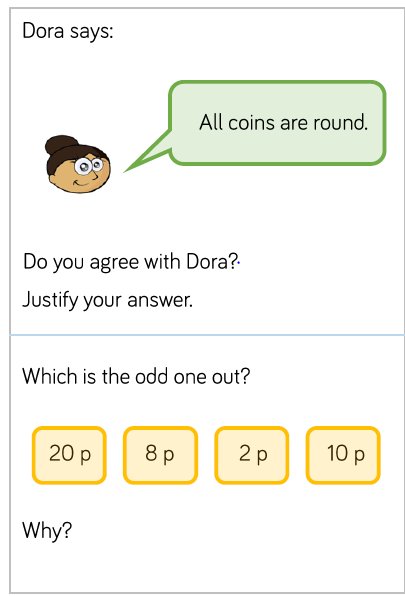 Dora says:
All coins are round.
Do you agree with Dora?
Justify your answer.
Which is the odd one out?
20 p
8 p
2 p
10 p
Why?